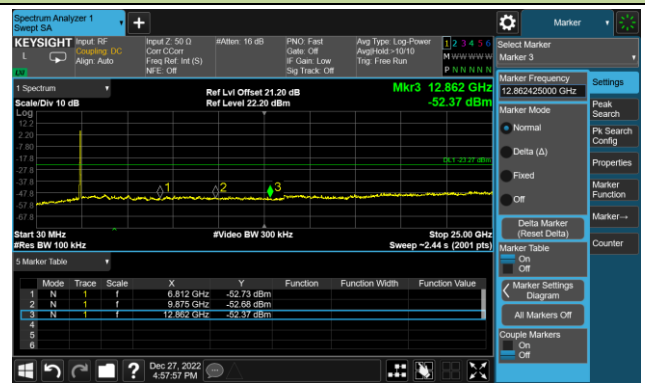 Spectrum Analyzer 1
Swept SA
Marker
KEYSIGHT
L
LV
Input: RF
Coupling: DC
Align: Auto
Input Z: 50 Ω
Corr CCorr
Freq Ref: Int (S)
NFE: Off
#Atten: 16 dB
PNO: Fast
Gate: Off
IF Gain: Low
Sig Track: Off
Avg Type: Log-Power
Avg|Hold:>10/10
Trig: Free Run
1 2 3 4 5 6
M W W W W W
P N N N N N
Select Marker
Marker 3
1 Spectrum
Scale/Div 10 dB
Log
Ref Lvl Offset 21.20 dB
Ref Level 22.20 dBm
Mkr3 12.862 GHz
-52.37 dBm
12.2
2.20
-7.80
-17.8
-27.8
-37.8
-47.8
-57.8
-67.8
DL1 -23.27 dBm
1
2
3
Start 30 MHz
#Res BW 100 kHz
#Video BW 300 kHz
Stop 25.00 GHz
Sweep ~2.44 s (2001 pts)
5 Marker Table
Mode Trace Scale X Y Function Function Width Function Value
1 N 1 f 6.812 GHz -52.73 dBm
2 N 1 f 9.875 GHz -52.68 dBm
3 N 1 f 12.862 GHz -52.37 dBm
4
5
6
Marker Frequency
12.862425000 GHz
Marker Mode
Normal
Delta (Δ)
Fixed
Off
Delta Marker
(Reset Delta)
Marker Table
On
Off
Marker Settings
Diagram
All Markers Off
Couple Markers
On
Off
Settings
Peak
Search
Pk Search
Config
Properties
Marker
Function
Marker→
Counter
?
Dec 27, 2022
4:57:57 PM